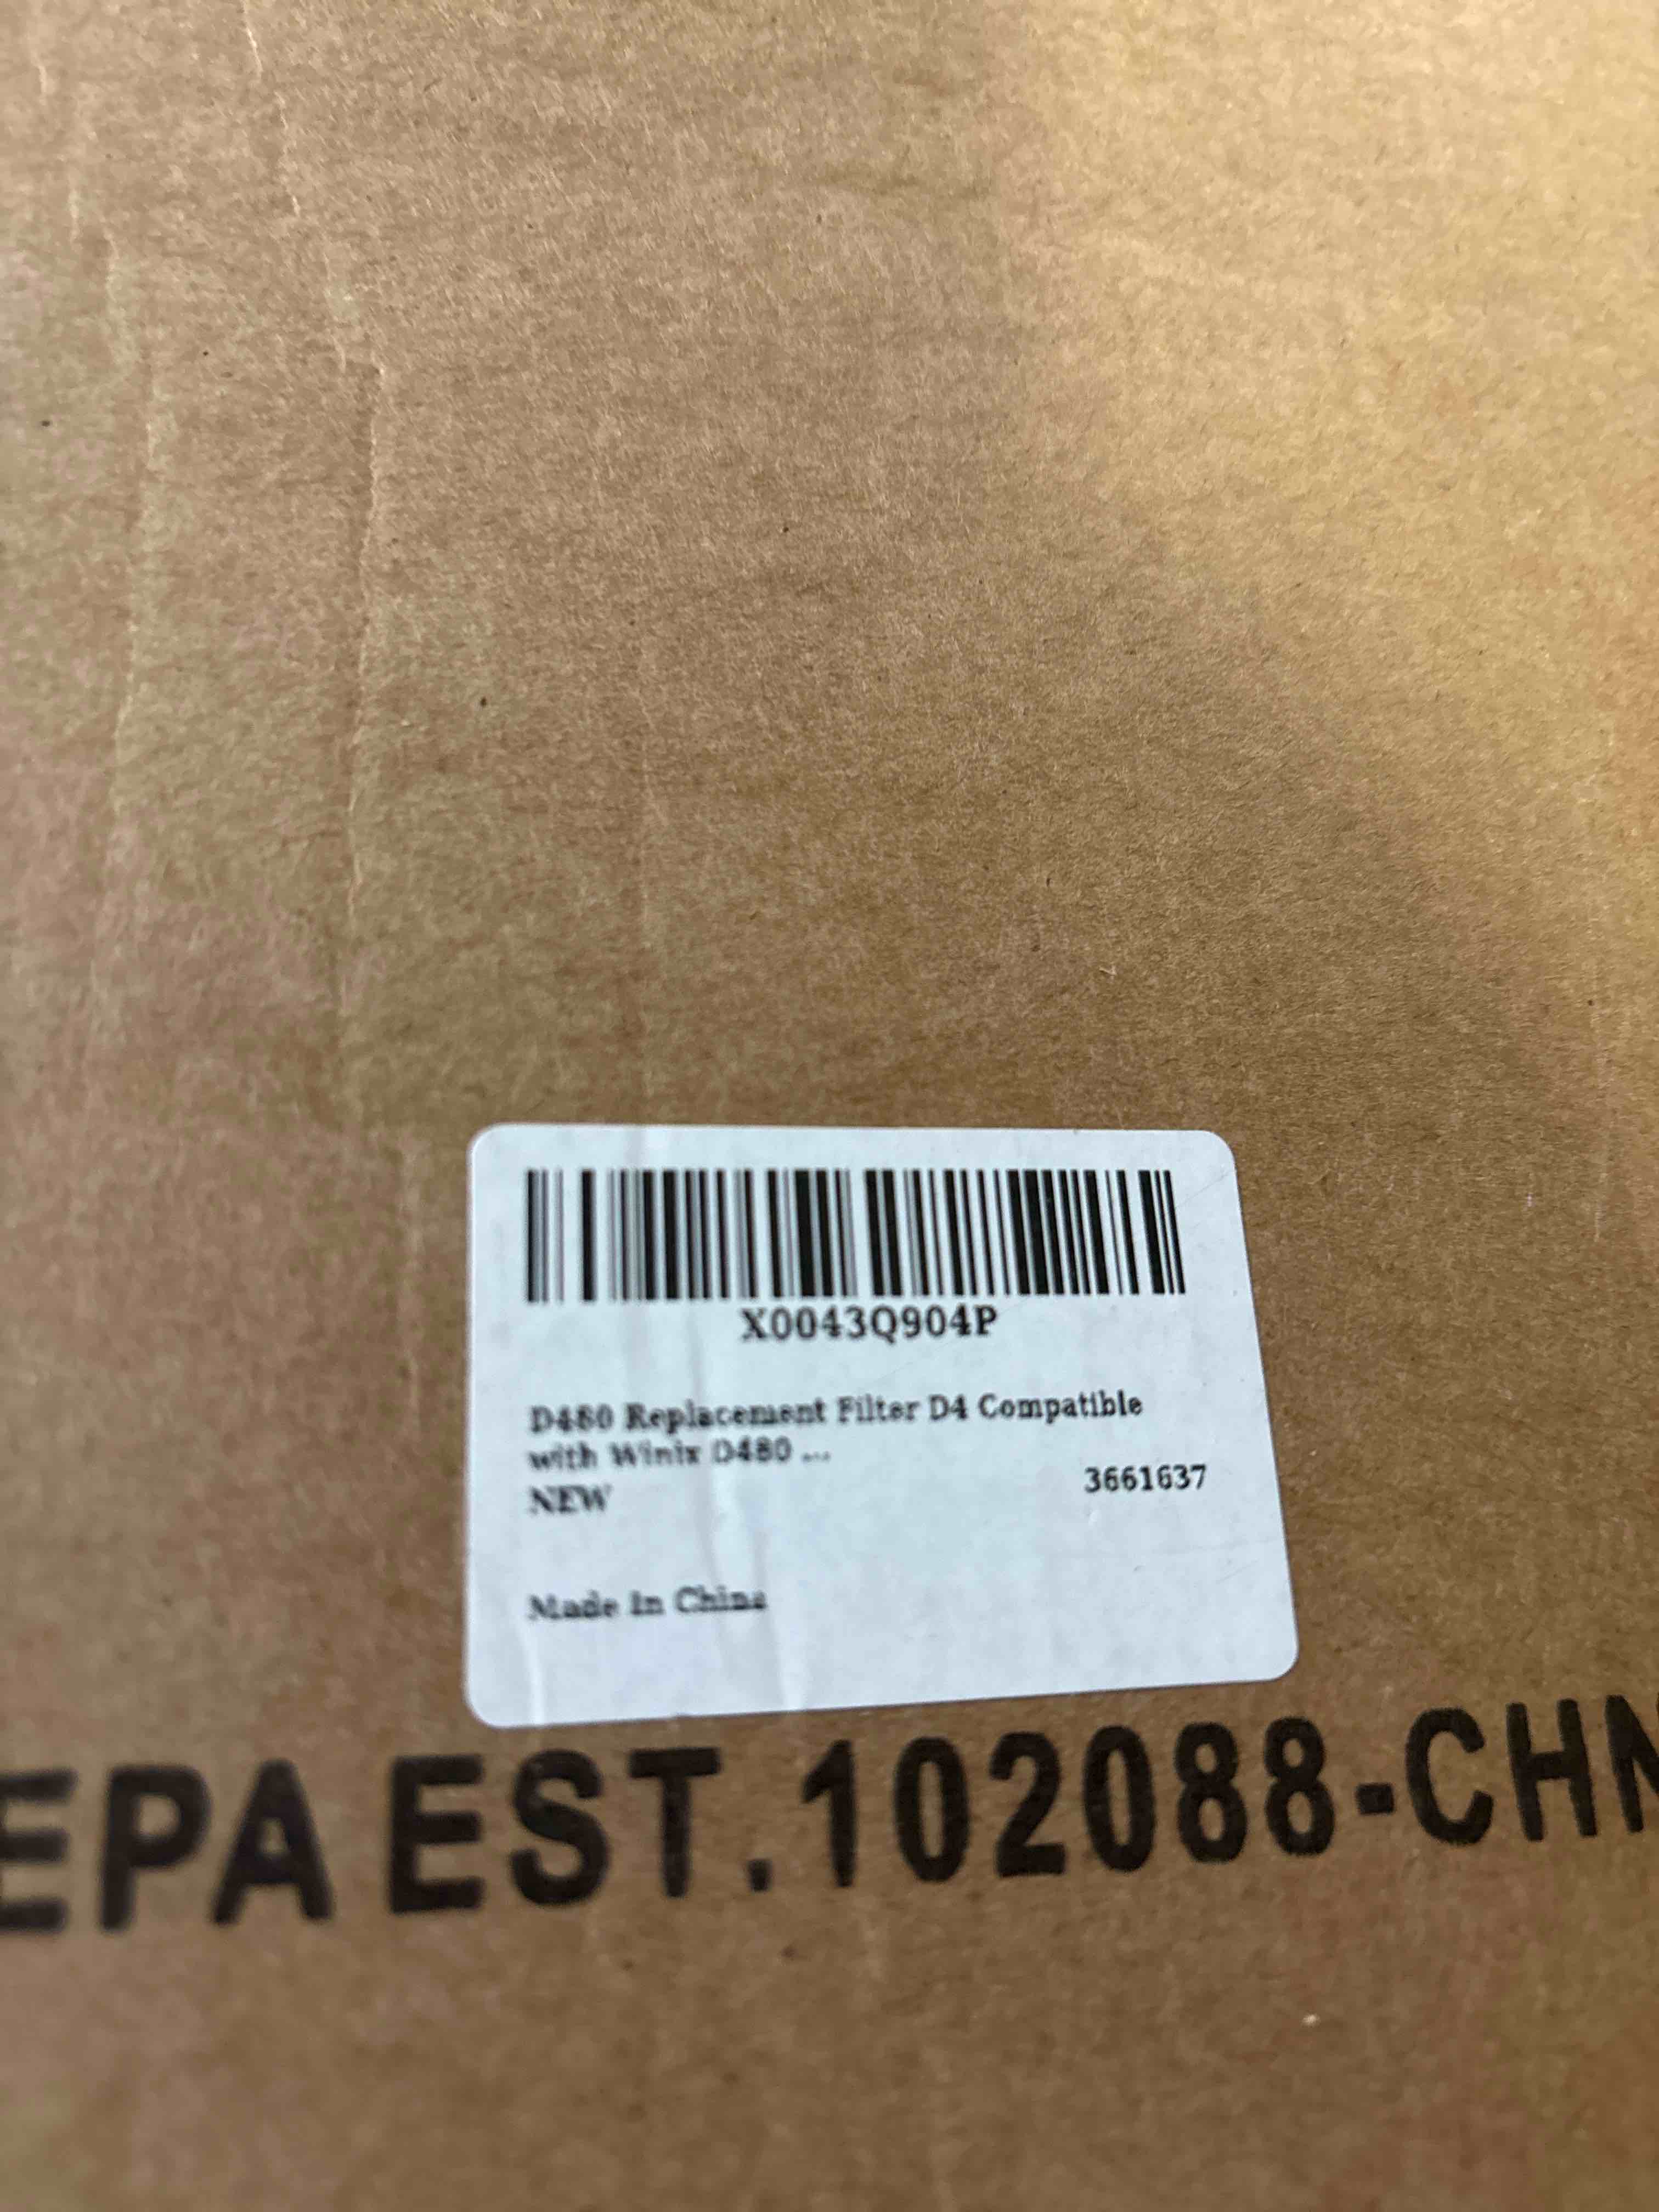 X0043Q904P
D480 Replacement Filter D4 Compatible
with Winix D480 ...
NEW
3661637
Made In China
EPA EST.102088-CHN